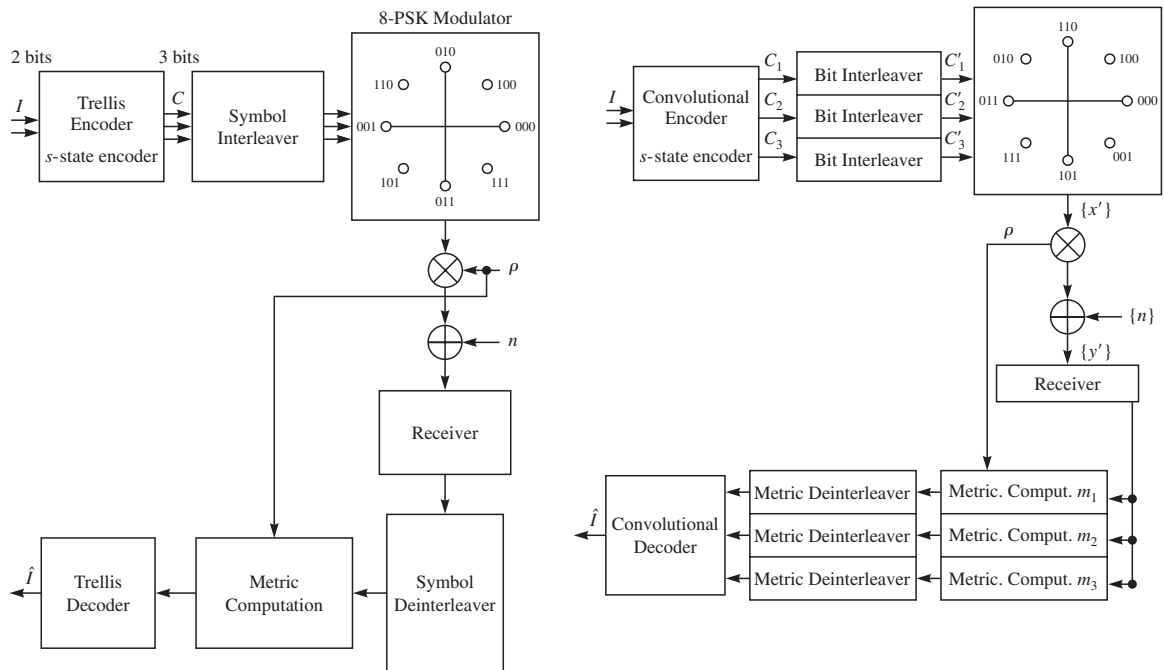 8-PSK Modulator
2 bits
3 bits
I
Trellis
Encoder
s-state encoder
C
Symbol
Interleaver
010
110
100
001
000
101
111
011
ρ
n
Receiver
Symbol
Deinterleaver
Metric
Computation
Trellis
Decoder
Î
I
Convolutional
Encoder
s-state encoder
C1
C2
C3
Bit Interleaver
Bit Interleaver
Bit Interleaver
C′1
C′2
C′3
110
010
100
011
000
111
001
101
{x′}
ρ
{n}
{y′}
Receiver
Metric. Comput. m1
Metric. Comput. m2
Metric. Comput. m3
Metric Deinterleaver
Metric Deinterleaver
Metric Deinterleaver
Convolutional
Decoder
Î